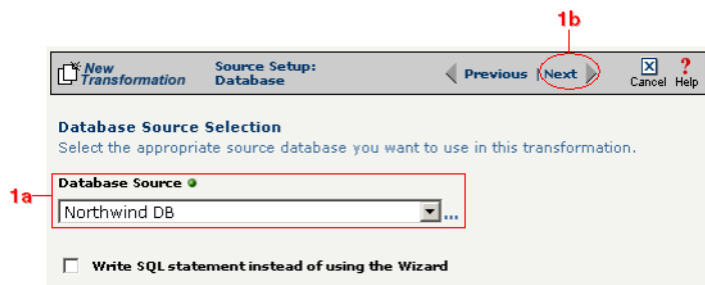 1b
New Transformation
Source Setup: Database
Previous | Next
Cancel Help
Database Source Selection
Select the appropriate source database you want to use in this transformation.
1a
Database Source
Northwind DB
...
Write SQL statement instead of using the Wizard